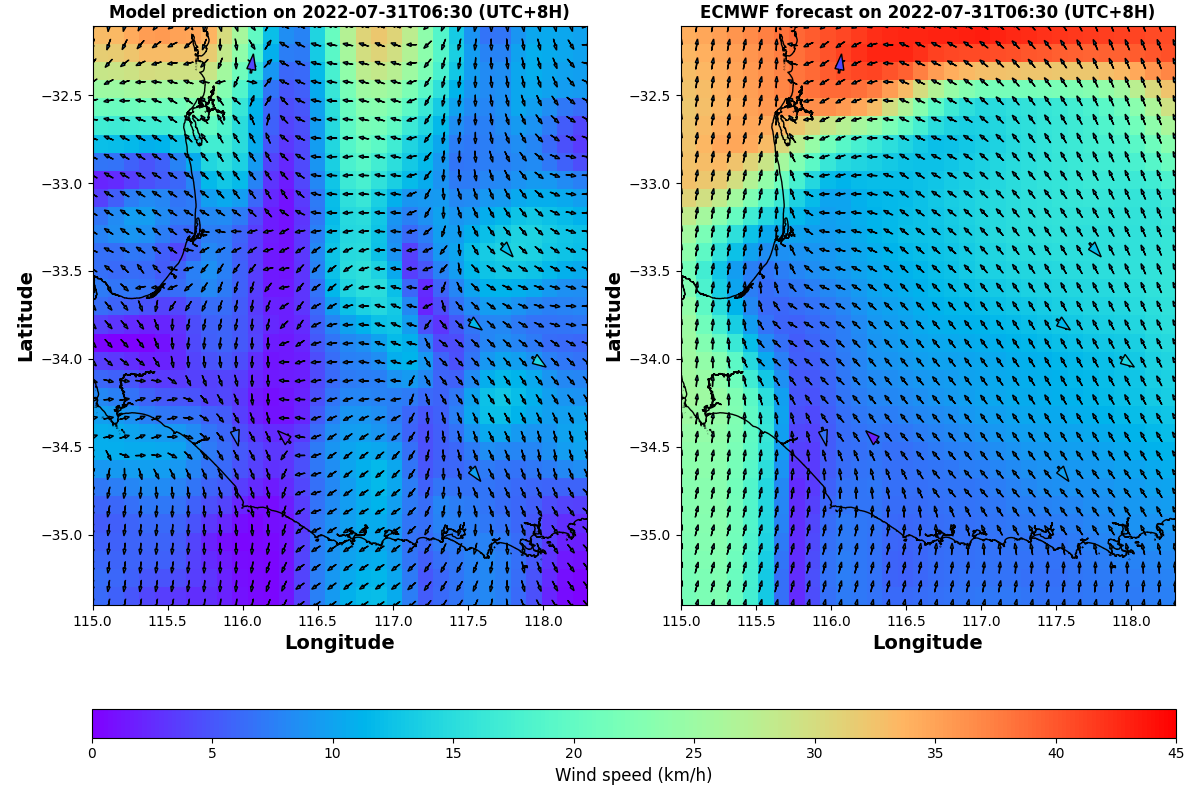 Model prediction on 2022-07-31T06:30 (UTC+8H)
ECMWF forecast on 2022-07-31T06:30 (UTC+8H)
Latitude
−32.5
−33.0
−33.5
−34.0
−34.5
−35.0
115.0 115.5 116.0 116.5 117.0 117.5 118.0
Longitude
Latitude
−32.5
−33.0
−33.5
−34.0
−34.5
−35.0
115.0 115.5 116.0 116.5 117.0 117.5 118.0
Longitude
0 5 10 15 20 25 30 35 40 45
Wind speed (km/h)